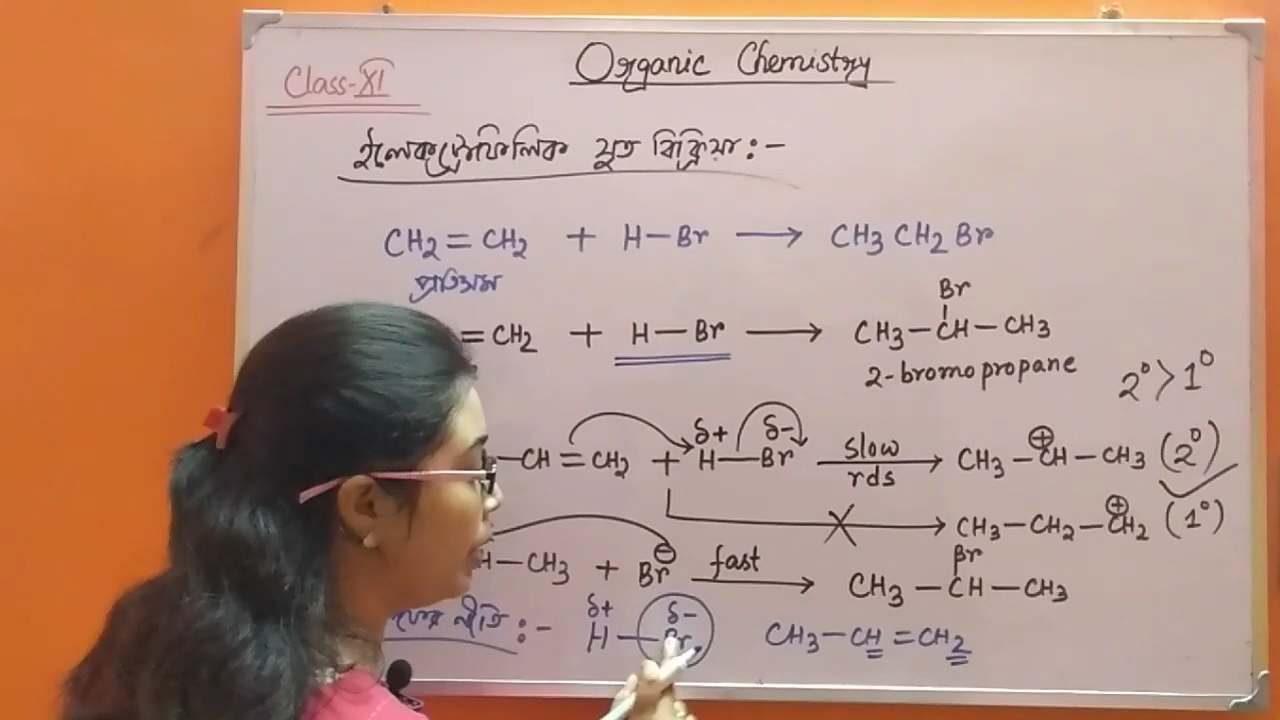 Organic Chemistry
Class-XI
ইলেকট্রোফিলিক যুত বিক্রিয়া :-
CH₂ = CH₂ + H—Br ⟶ CH₃ CH₂ Br
প্রতিসম
Br
= CH₂ + H—Br ⟶ CH₃—CH—CH₃
2-bromopropane
2° > 1°
δ+ δ-
—CH = CH₂ + H—Br slow ⟶ CH₃—CH—CH₃ (2°)
rds ⊕
⊕
CH₃—CH₂—CH₂ (1°)
Br
H—CH₃ + Br⊖ fast ⟶ CH₃—CH—CH₃
δ+ δ-
নীতি :- H—Br CH₃—CH = CH₂